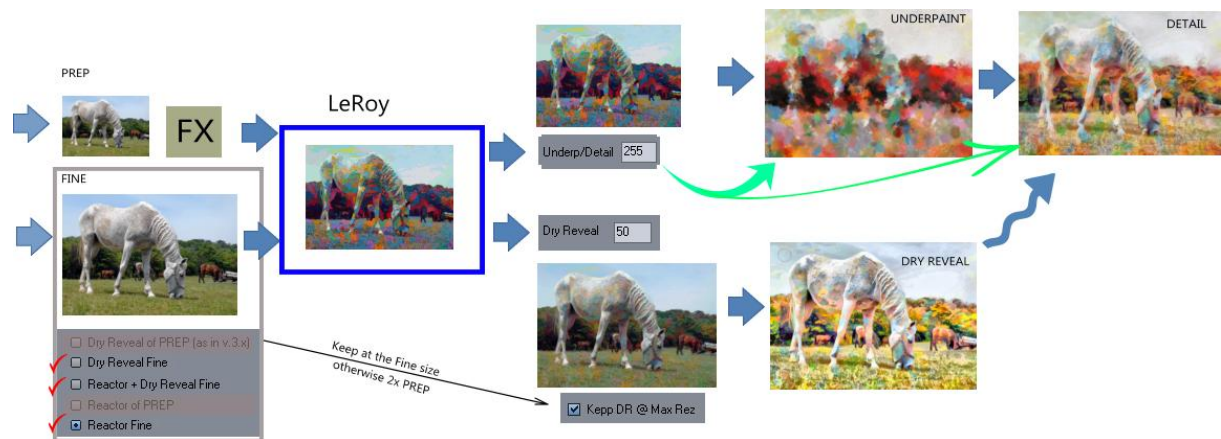 PREP
FX
LeRoy
UNDERPAINT
DETAIL
Underp/Detail 255
FINE
Dry Reveal 50
DRY REVEAL
Dry Reveal of PREP (as in v.3.x)
Dry Reveal Fine
Reactor + Dry Reveal Fine
Reactor of PREP
Reactor Fine
Keep at the Fine size
otherwise 2x PREP
Kepp DR @ Max Rez